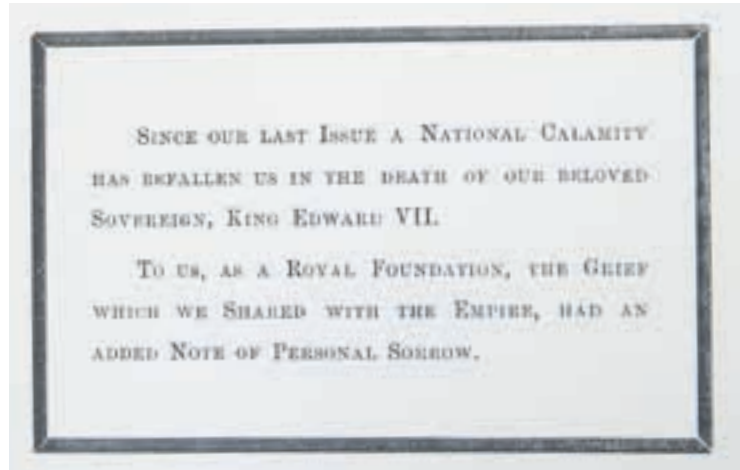 Since our last Issue a National Calamity
has befallen us in the death of our beloved
Sovereign, King Edward VII.
To us, as a Royal Foundation, the Grief
which we Shared with the Empire, had an
added Note of Personal Sorrow.